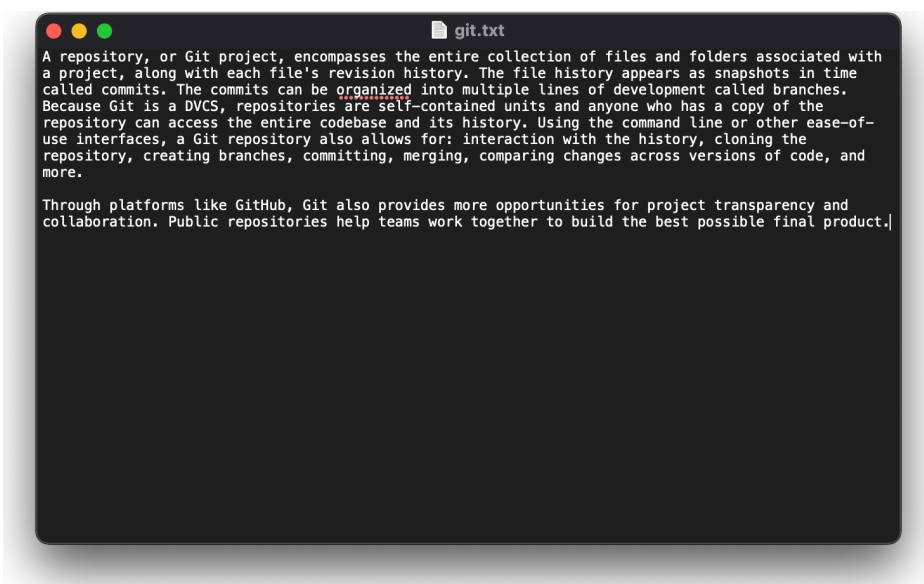 git.txt
A repository, or Git project, encompasses the entire collection of files and folders associated with
a project, along with each file's revision history. The file history appears as snapshots in time
called commits. The commits can be organized into multiple lines of development called branches.
Because Git is a DVCS, repositories are self-contained units and anyone who has a copy of the
repository can access the entire codebase and its history. Using the command line or other ease-of-
use interfaces, a Git repository also allows for: interaction with the history, cloning the
repository, creating branches, committing, merging, comparing changes across versions of code, and
more.
Through platforms like GitHub, Git also provides more opportunities for project transparency and
collaboration. Public repositories help teams work together to build the best possible final product.